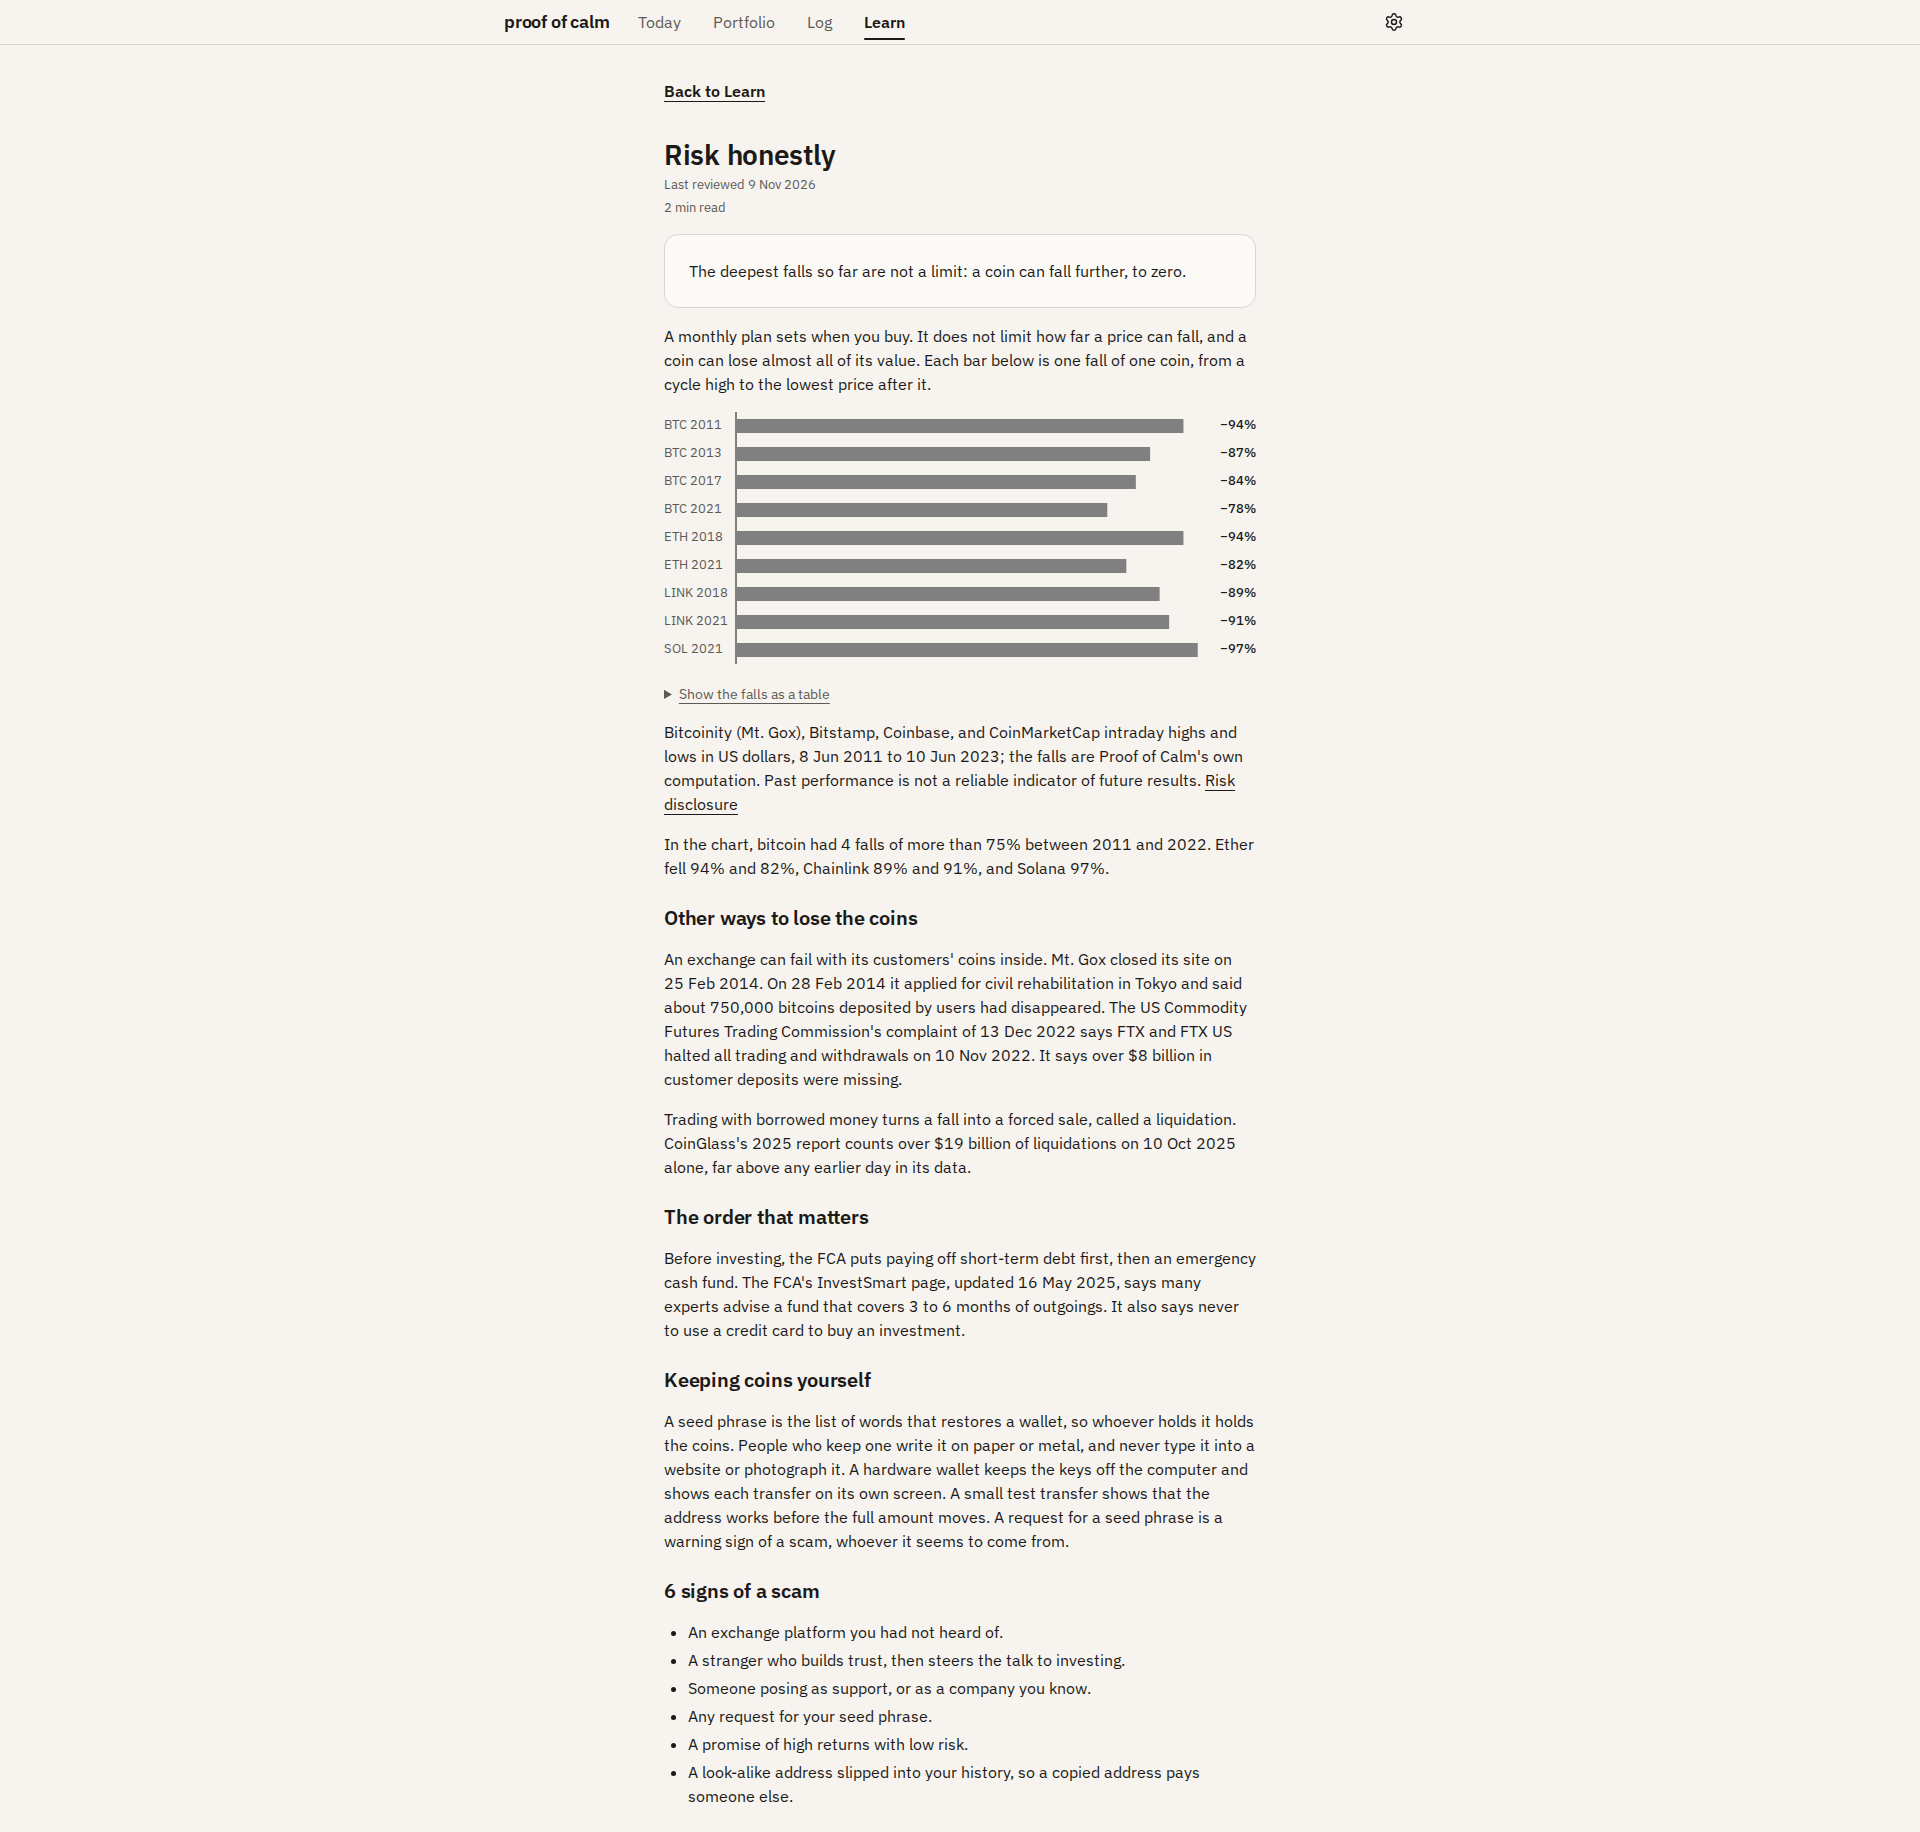 proof of calm Today Portfolio Log Learn
Back to Learn
Risk honestly
Last reviewed 9 Nov 2026
2 min read
The deepest falls so far are not a limit: a coin can fall further, to zero.
A monthly plan sets when you buy. It does not limit how far a price can fall, and a
coin can lose almost all of its value. Each bar below is one fall of one coin, from a
cycle high to the lowest price after it.
BTC 2011 −94%
BTC 2013 −87%
BTC 2017 −84%
BTC 2021 −78%
ETH 2018 −94%
ETH 2021 −82%
LINK 2018 −89%
LINK 2021 −91%
SOL 2021 −97%
Show the falls as a table
Bitcoinity (Mt. Gox), Bitstamp, Coinbase, and CoinMarketCap intraday highs and
lows in US dollars, 8 Jun 2011 to 10 Jun 2023; the falls are Proof of Calm's own
computation. Past performance is not a reliable indicator of future results. Risk
disclosure
In the chart, bitcoin had 4 falls of more than 75% between 2011 and 2022. Ether
fell 94% and 82%, Chainlink 89% and 91%, and Solana 97%.
Other ways to lose the coins
An exchange can fail with its customers' coins inside. Mt. Gox closed its site on
25 Feb 2014. On 28 Feb 2014 it applied for civil rehabilitation in Tokyo and said
about 750,000 bitcoins deposited by users had disappeared. The US Commodity
Futures Trading Commission's complaint of 13 Dec 2022 says FTX and FTX US
halted all trading and withdrawals on 10 Nov 2022. It says over $8 billion in
customer deposits were missing.
Trading with borrowed money turns a fall into a forced sale, called a liquidation.
CoinGlass's 2025 report counts over $19 billion of liquidations on 10 Oct 2025
alone, far above any earlier day in its data.
The order that matters
Before investing, the FCA puts paying off short-term debt first, then an emergency
cash fund. The FCA's InvestSmart page, updated 16 May 2025, says many
experts advise a fund that covers 3 to 6 months of outgoings. It also says never
to use a credit card to buy an investment.
Keeping coins yourself
A seed phrase is the list of words that restores a wallet, so whoever holds it holds
the coins. People who keep one write it on paper or metal, and never type it into a
website or photograph it. A hardware wallet keeps the keys off the computer and
shows each transfer on its own screen. A small test transfer shows that the
address works before the full amount moves. A request for a seed phrase is a
warning sign of a scam, whoever it seems to come from.
6 signs of a scam
• An exchange platform you had not heard of.
• A stranger who builds trust, then steers the talk to investing.
• Someone posing as support, or as a company you know.
• Any request for your seed phrase.
• A promise of high returns with low risk.
• A look-alike address slipped into your history, so a copied address pays
someone else.